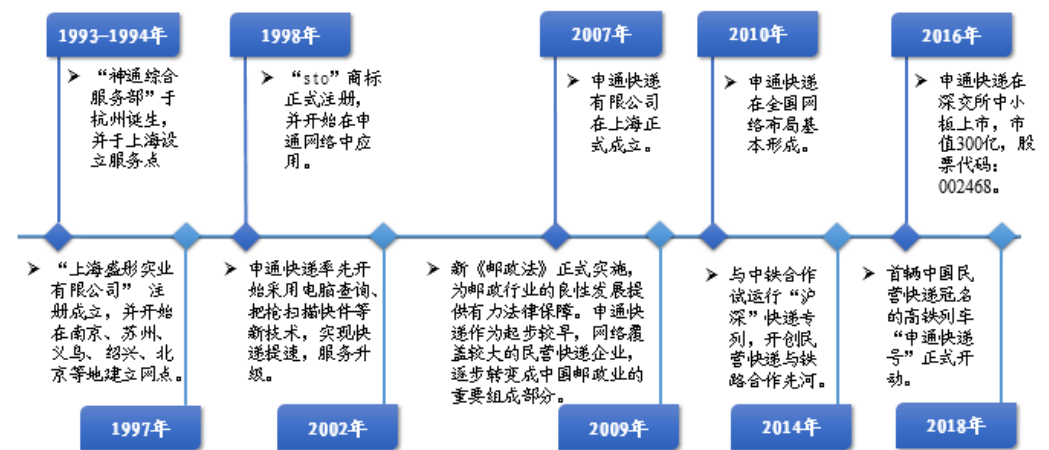 1993–1994年
“神通综合
服务部”于
杭州诞生，
并于上海设
立服务点
1998年
“sto”商标
正式注册，
并开始在申
通网络中应
用。
2007年
申通快递
有限公司
在上海正
式成立。
2010年
申通快递
在全国网
络布局基
本形成。
2016年
申通快递在
深交所中小
板上市，市
值300亿，股
票代码：
002468。
“上海盛彤实业
有限公司” 注
册成立，并开始
在南京、苏州、
义乌、绍兴、北
京等地建立网点。
1997年
申通快递率先开
始采用电脑查询、
把抢扫描快件等
新技术，实现快
递提速，服务升
级。
2002年
新《邮政法》正式实施，
为邮政行业的良性发展提
供有力法律保障。申通快
递作为起步较早，网络覆
盖较大的民营快递企业，
逐步转变成中国邮政业的
重要组成部分。
2009年
与中铁合作
试运行“沪
深”快递专
列，开创民
营快递与铁
路合作先河。
2014年
首辆中国民
营快递冠名
的高铁列车
“申通快递
号”正式开
动。
2018年